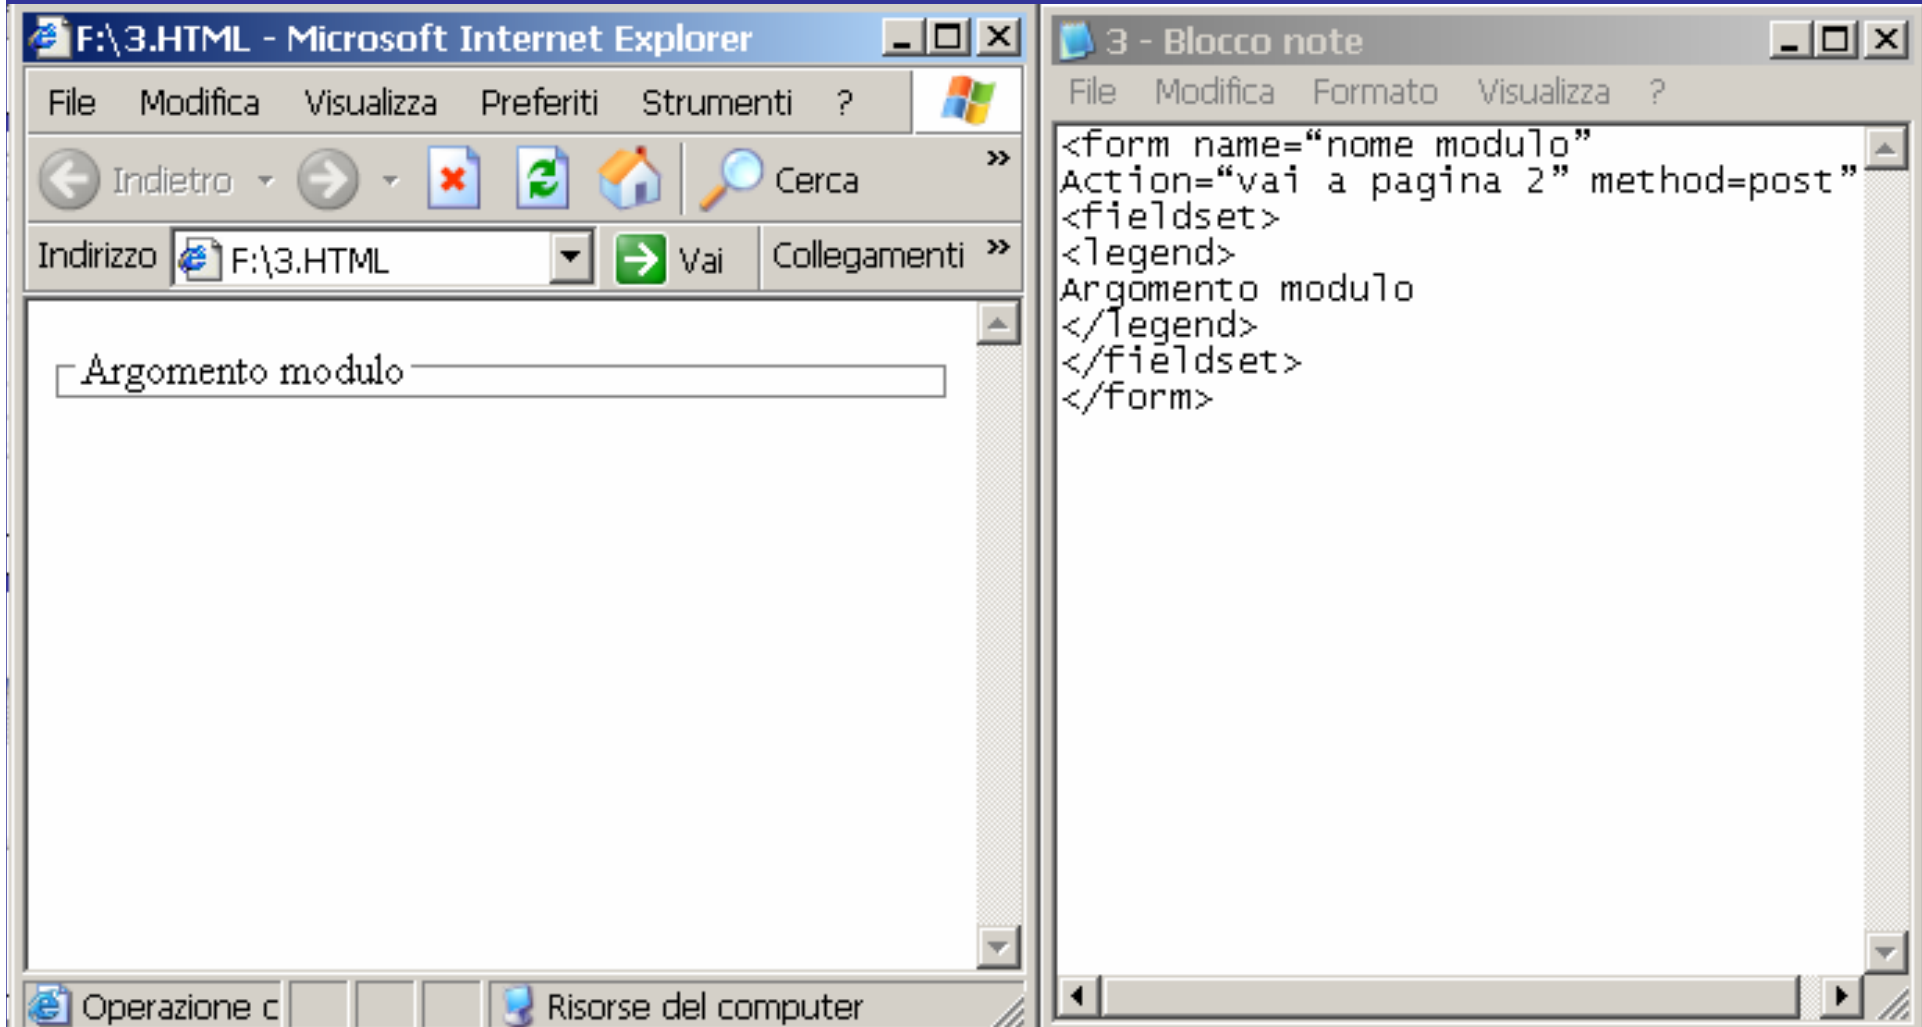 F:\3.HTML - Microsoft Internet Explorer
File Modifica Visualizza Preferiti Strumenti ?
Indietro Cerca »
Indirizzo F:\3.HTML Vai Collegamenti »
Argomento modulo
Operazione c Risorse del computer
3 - Blocco note
File Modifica Formato Visualizza ?
<form name=“nome modulo”
Action=“vai a pagina 2” method=post”
<fieldset>
<legend>
Argomento modulo
</legend>
</fieldset>
</form>